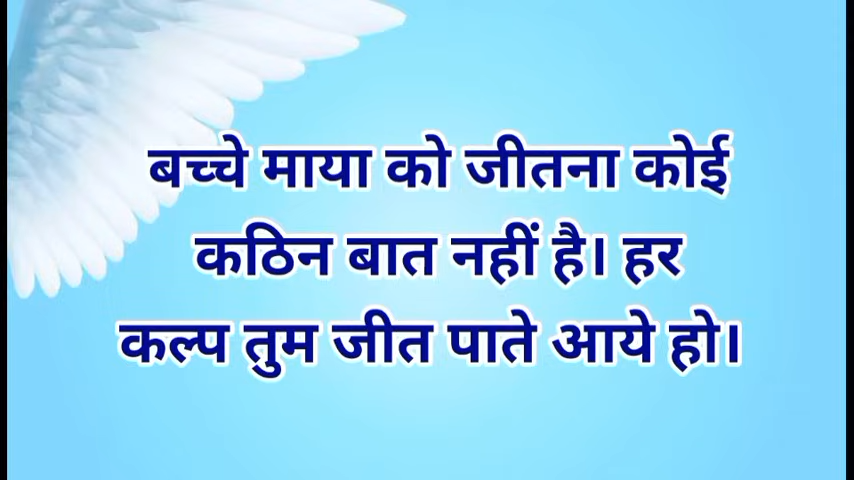 बच्चे माया को जीतना कोई
कठिन बात नहीं है। हर
कल्प तुम जीत पाते आये हो।